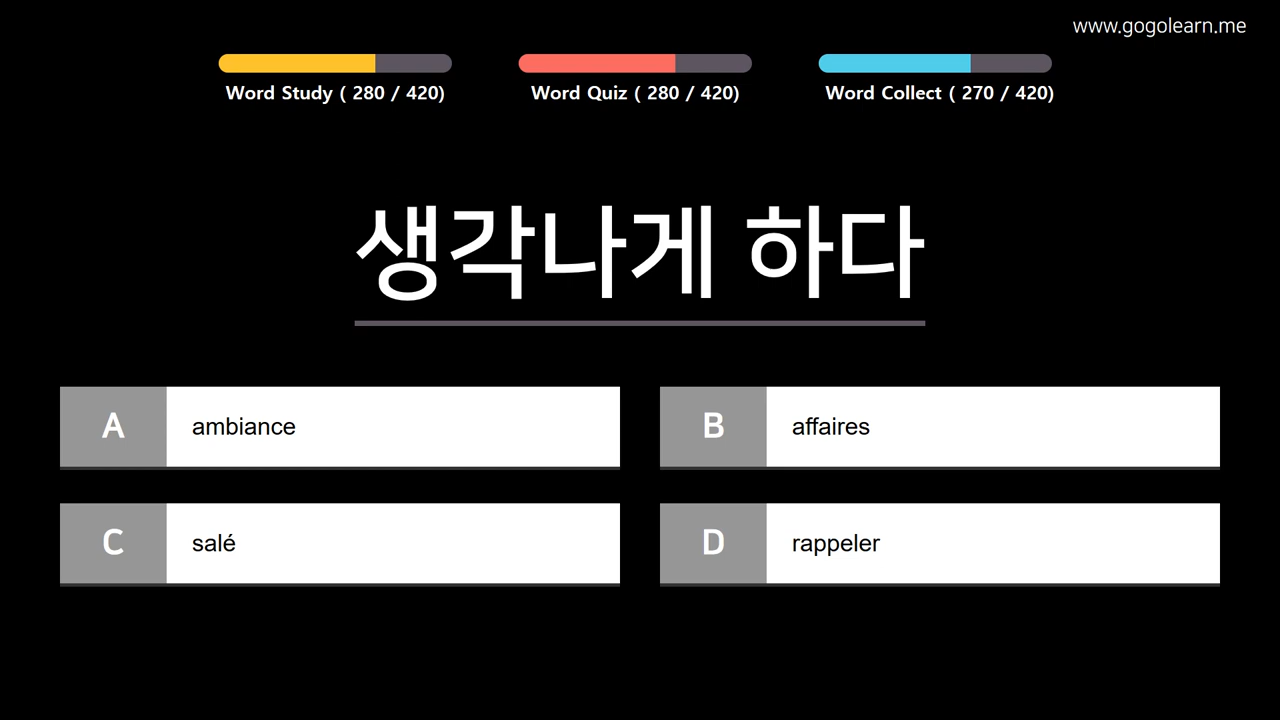 www.gogolearn.me
Word Study ( 280 / 420)
Word Quiz ( 280 / 420)
Word Collect ( 270 / 420)
생각나게 하다
A ambiance
B affaires
C salé
D rappeler